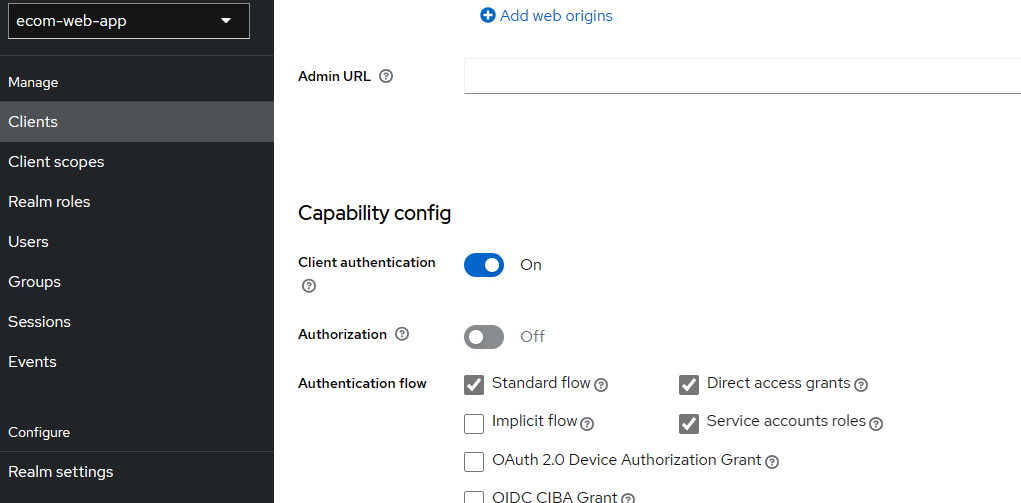 ecom-web-app
Manage
Clients
Client scopes
Realm roles
Users
Groups
Sessions
Events
Configure
Realm settings
Add web origins
Admin URL
Capability config
Client authentication
On
Authorization
Off
Authentication flow
Standard flow
Direct access grants
Implicit flow
Service accounts roles
OAuth 2.0 Device Authorization Grant
OIDC CIBA Grant